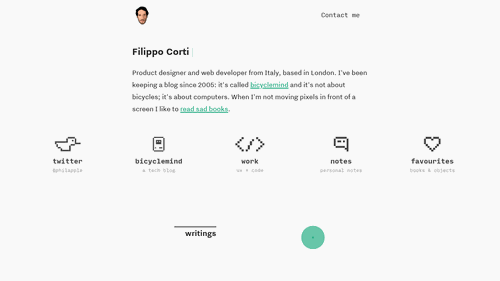 Contact me
Filippo Corti
Product designer and web developer from Italy, based in London. I've been
keeping a blog since 2005: it's called bicyclemind and it's not about
bicycles; it's about computers. When I'm not moving pixels in front of a
screen I like to read sad books.
twitter
bicyclemind
work
notes
favourites
@philapple
a tech blog
ux + code
personal notes
books & objects
writings